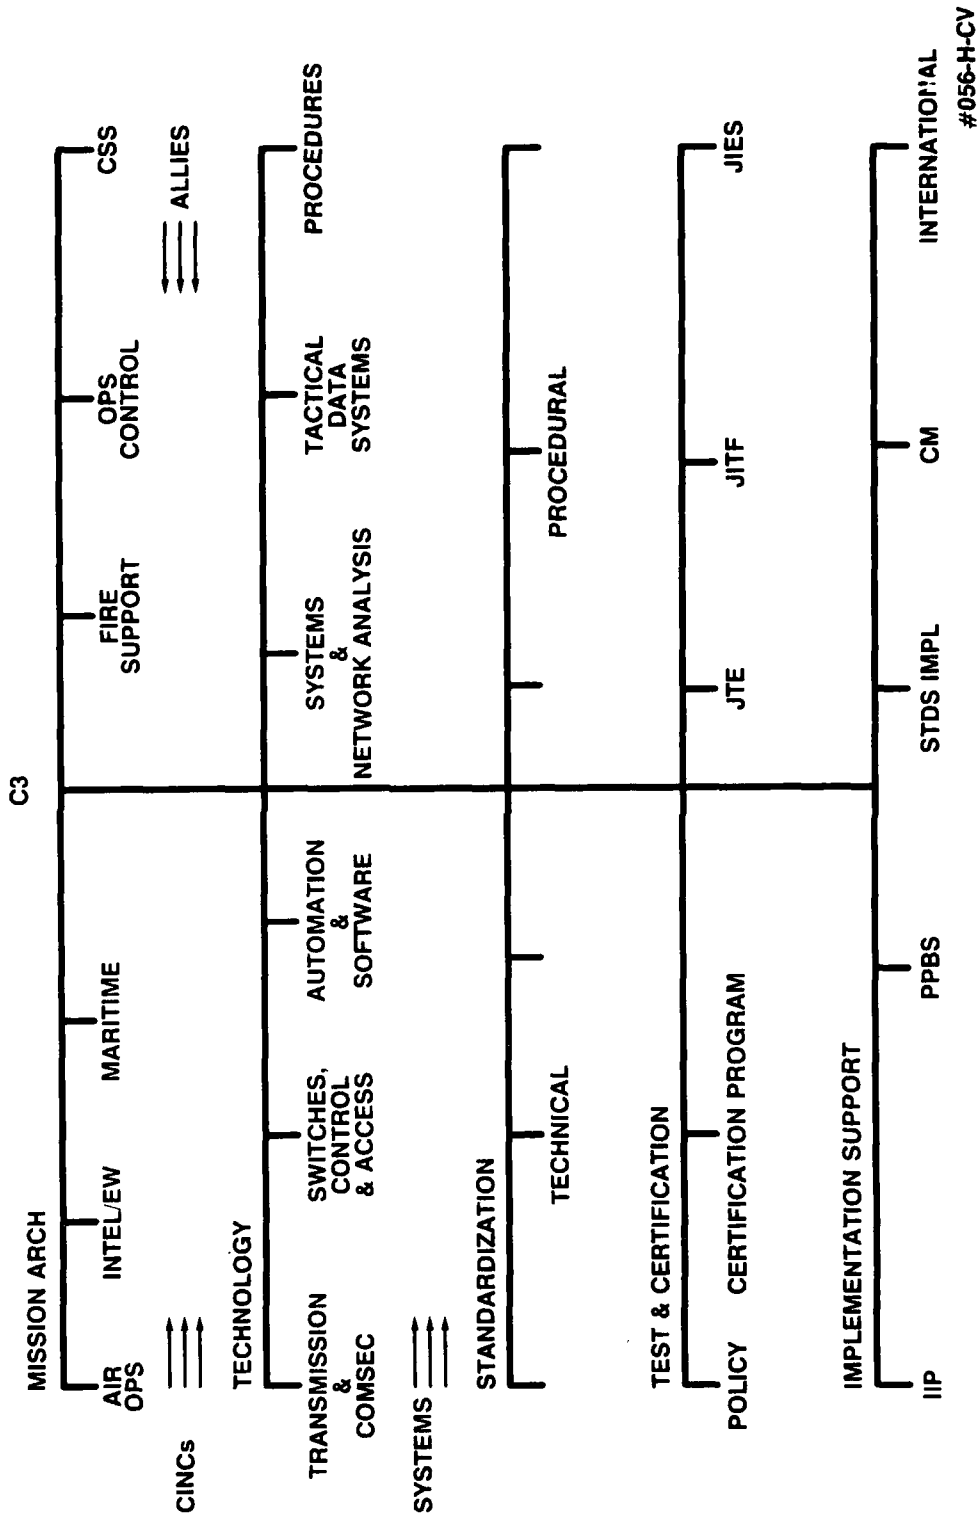 C3
MISSION ARCH
AIR
OPS
INTEL/EW
MARITIME
FIRE
SUPPORT
OPS
CONTROL
CSS
CINCs
ALLIES
TECHNOLOGY
TRANSMISSION
&
COMSEC
SWITCHES,
CONTROL
& ACCESS
AUTOMATION
&
SOFTWARE
SYSTEMS
&
NETWORK ANALYSIS
TACTICAL
DATA
SYSTEMS
PROCEDURES
SYSTEMS
STANDARDIZATION
TECHNICAL
PROCEDURAL
TEST & CERTIFICATION
POLICY
CERTIFICATION PROGRAM
JTE
JITF
JIES
IMPLEMENTATION SUPPORT
IIP
PPBS
STDS IMPL
CM
INTERNATIONAL
#056-H-CV